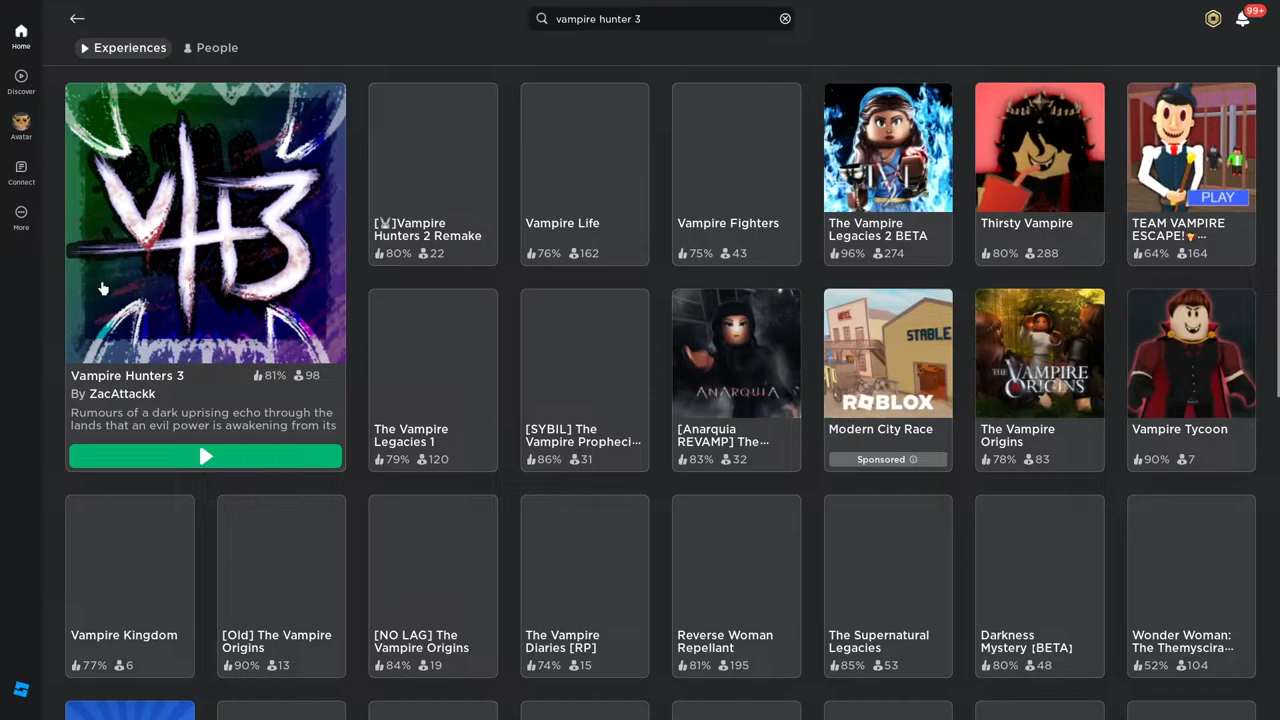 vampire hunter 3
99+
Home
Experiences
People
Discover
Avatar
Connect
More
VH3
Vampire Hunters 3
81% 98
By ZacAttackk
Rumours of a dark uprising echo through the
lands that an evil power is awakening from its
[🐰]Vampire
Hunters 2 Remake
80% 22
Vampire Life
76% 162
Vampire Fighters
75% 43
The Vampire
Legacies 2 BETA
96% 274
Thirsty Vampire
80% 288
PLAY
TEAM VAMPIRE
ESCAPE!🍷...
64% 164
The Vampire
Legacies 1
79% 120
[SYBIL] The
Vampire Propheci...
86% 31
ANARQUIA
[Anarquia
REVAMP] The...
83% 32
HOTEL
STABLE
ROBLOX
Modern City Race
Sponsored
THE VAMPIRE
ORIGINS
The Vampire
Origins
78% 83
Vampire Tycoon
90% 7
Vampire Kingdom
77% 6
[Old] The Vampire
Origins
90% 13
[NO LAG] The
Vampire Origins
84% 19
The Vampire
Diaries [RP]
74% 15
Reverse Woman
Repellant
81% 195
The Supernatural
Legacies
85% 53
Darkness
Mystery [BETA]
80% 48
Wonder Woman:
The Themyscira...
52% 104